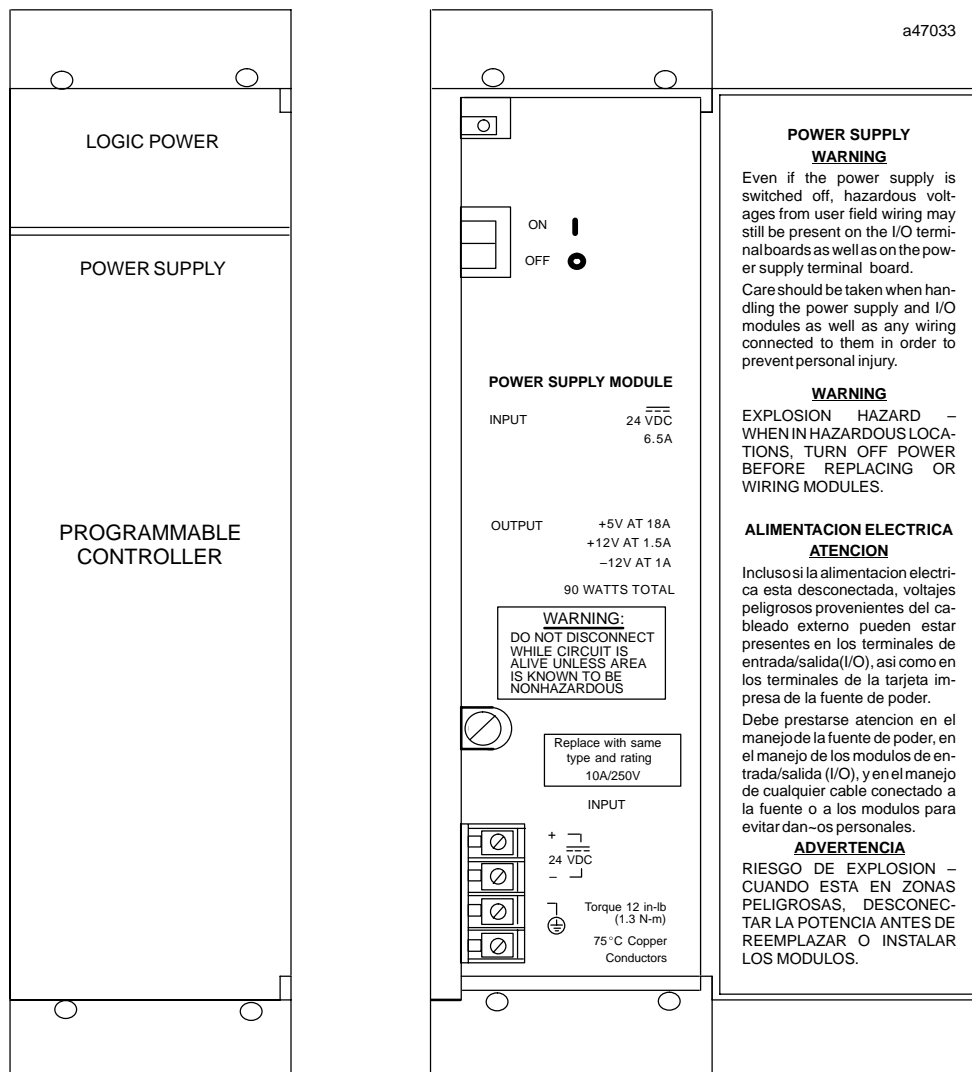 a47033
LOGIC POWER
POWER SUPPLY
PROGRAMMABLE
CONTROLLER
ON
OFF
POWER SUPPLY MODULE
INPUT 24 VDC
6.5A
OUTPUT +5V AT 18A
+12V AT 1.5A
–12V AT 1A
90 WATTS TOTAL
WARNING:
DO NOT DISCONNECT
WHILE CIRCUIT IS
ALIVE UNLESS AREA
IS KNOWN TO BE
NONHAZARDOUS
Replace with same
type and rating
10A/250V
INPUT
+
24 VDC
–
Torque 12 in-lb
(1.3 N-m)
75°C Copper
Conductors
POWER SUPPLY
WARNING
Even if the power supply is
switched off, hazardous volt-
ages from user field wiring may
still be present on the I/O termi-
nal boards as well as on the pow-
er supply terminal board.
Care should be taken when han-
dling the power supply and I/O
modules as well as any wiring
connected to them in order to
prevent personal injury.
WARNING
EXPLOSION HAZARD –
WHEN IN HAZARDOUS LOCA-
TIONS, TURN OFF POWER
BEFORE REPLACING OR
WIRING MODULES.
ALIMENTACION ELECTRICA
ATENCION
Incluso si la alimentacion electri-
ca esta desconectada, voltajes
peligrosos provenientes del ca-
bleado externo pueden estar
presentes en los terminales de
entrada/salida(I/O), asi como en
los terminales de la tarjeta im-
presa de la fuente de poder.
Debe prestarse atencion en el
manejo de la fuente de poder, en
el manejo de los modulos de en-
trada/salida (I/O), y en el manejo
de cualquier cable conectado a
la fuente o a los modulos para
evitar dan~os personales.
ADVERTENCIA
RIESGO DE EXPLOSION –
CUANDO ESTA EN ZONAS
PELIGROSAS, DESCONEC-
TAR LA POTENCIA ANTES DE
REEMPLAZAR O INSTALAR
LOS MODULOS.